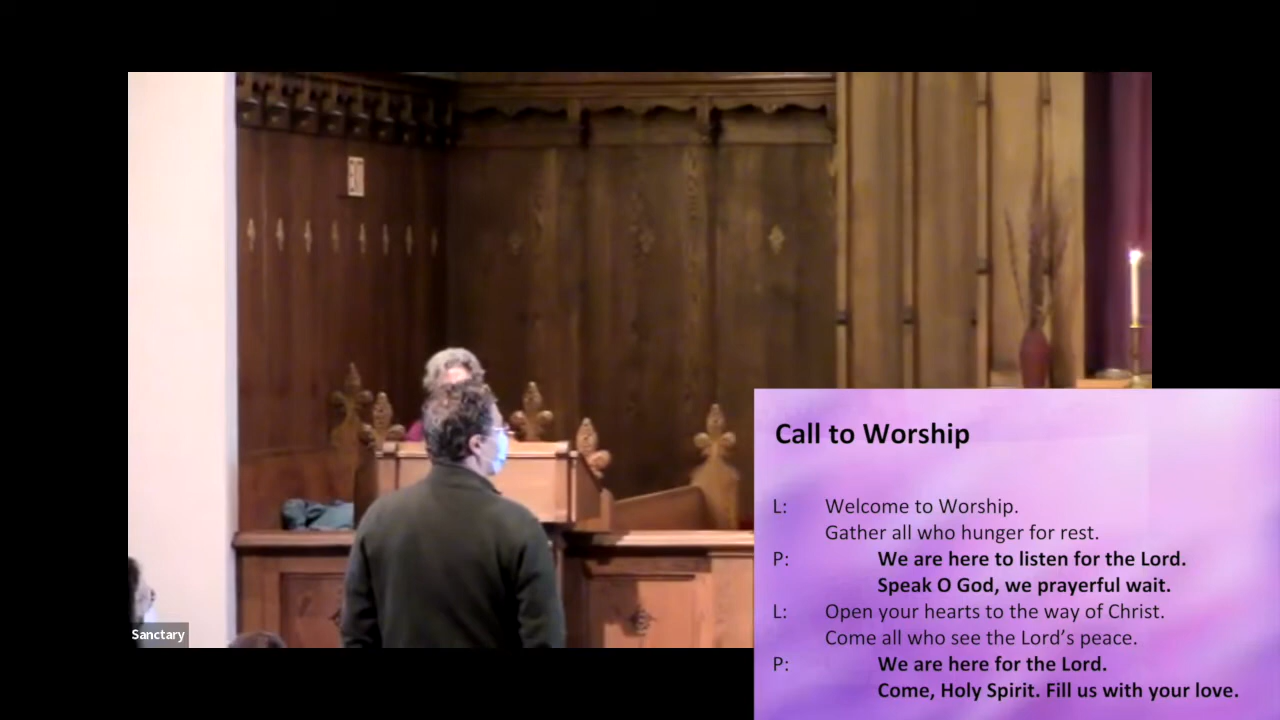 Sanctary
Call to Worship
L: Welcome to Worship.
Gather all who hunger for rest.
P: We are here to listen for the Lord.
Speak O God, we prayerful wait.
L: Open your hearts to the way of Christ.
Come all who see the Lord's peace.
P: We are here for the Lord.
Come, Holy Spirit. Fill us with your love.